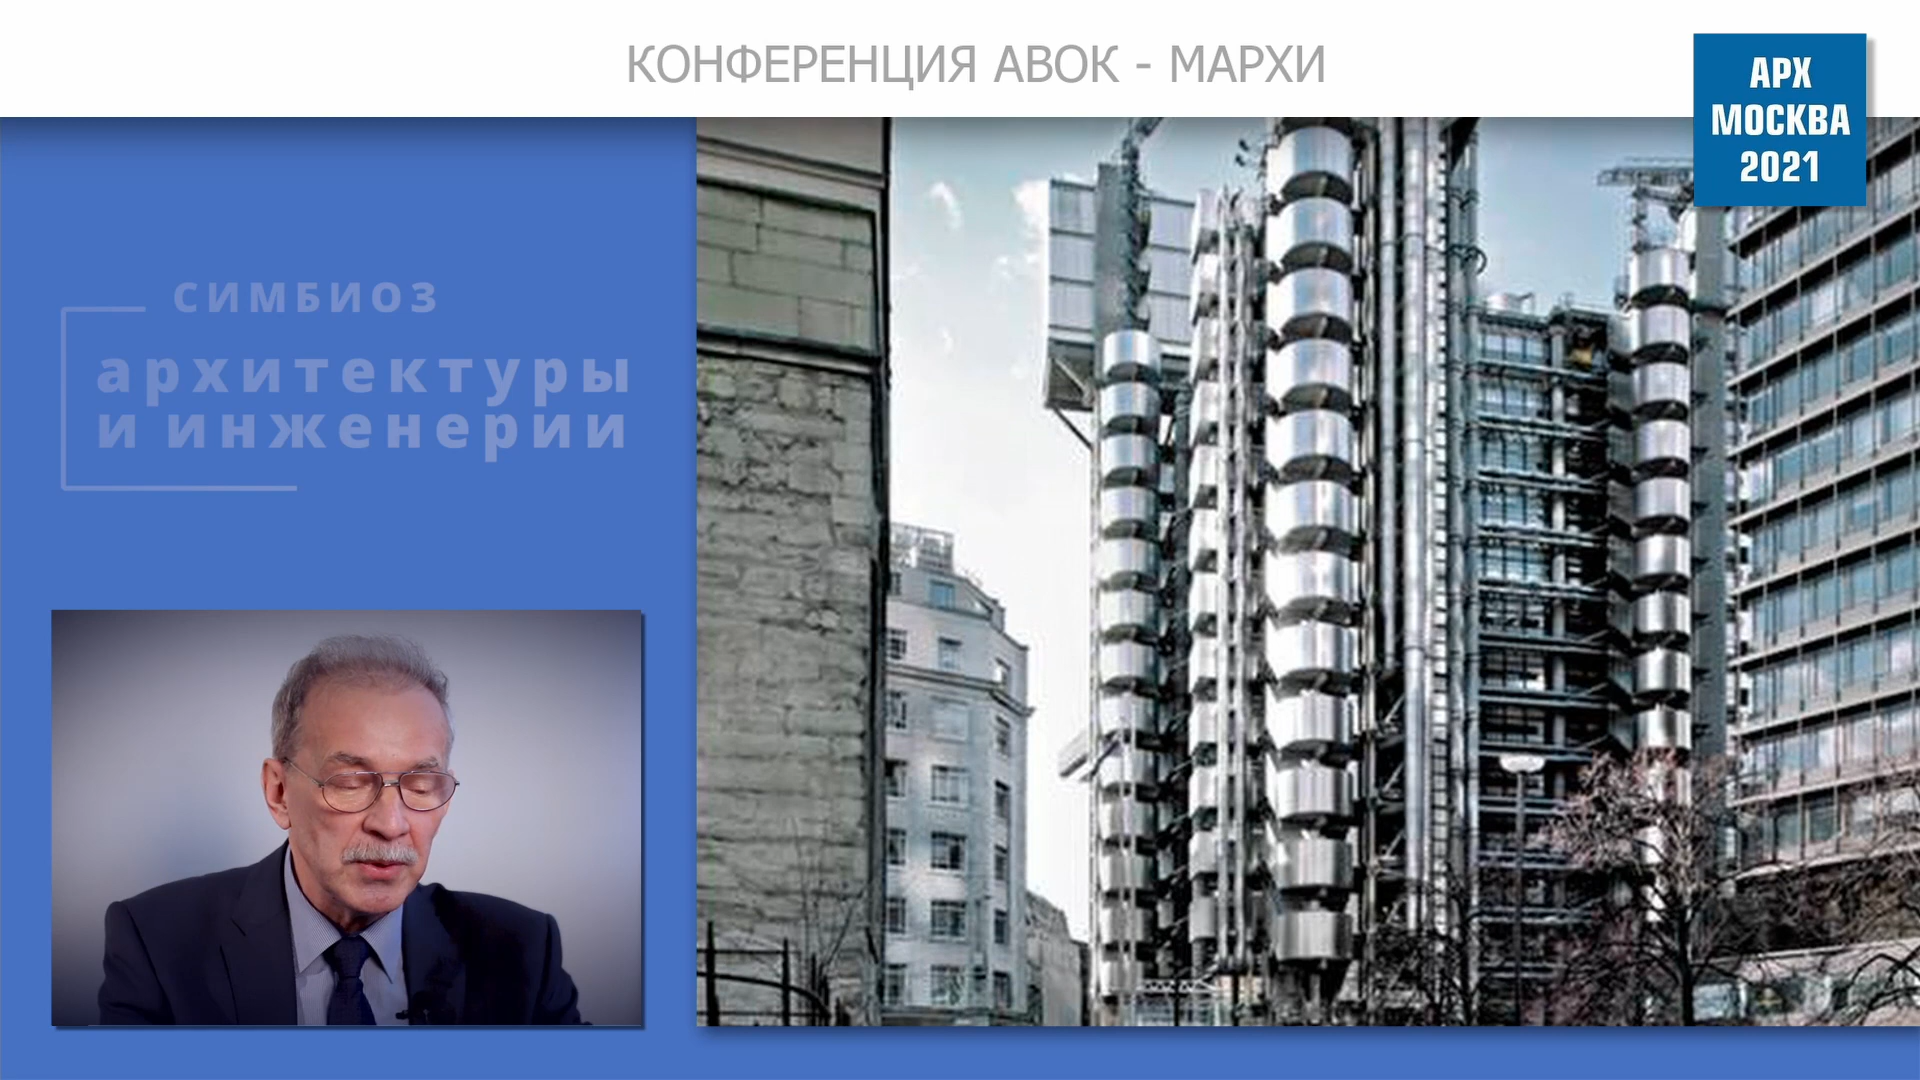 КОНФЕРЕНЦИЯ АВОК - МАРХИ
АРХ
МОСКВА
2021
СИМБИОЗ
архитектуры
и инженерии